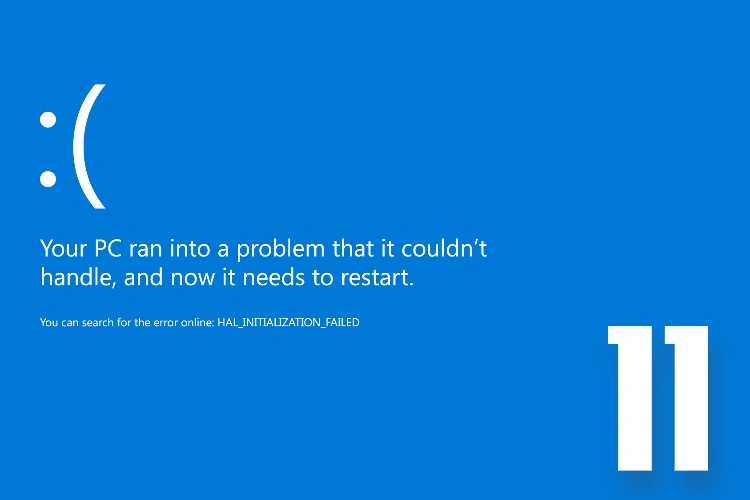 :(
Your PC ran into a problem that it couldn’t
handle, and now it needs to restart.
You can search for the error online: HAL_INITIALIZATION_FAILED
11